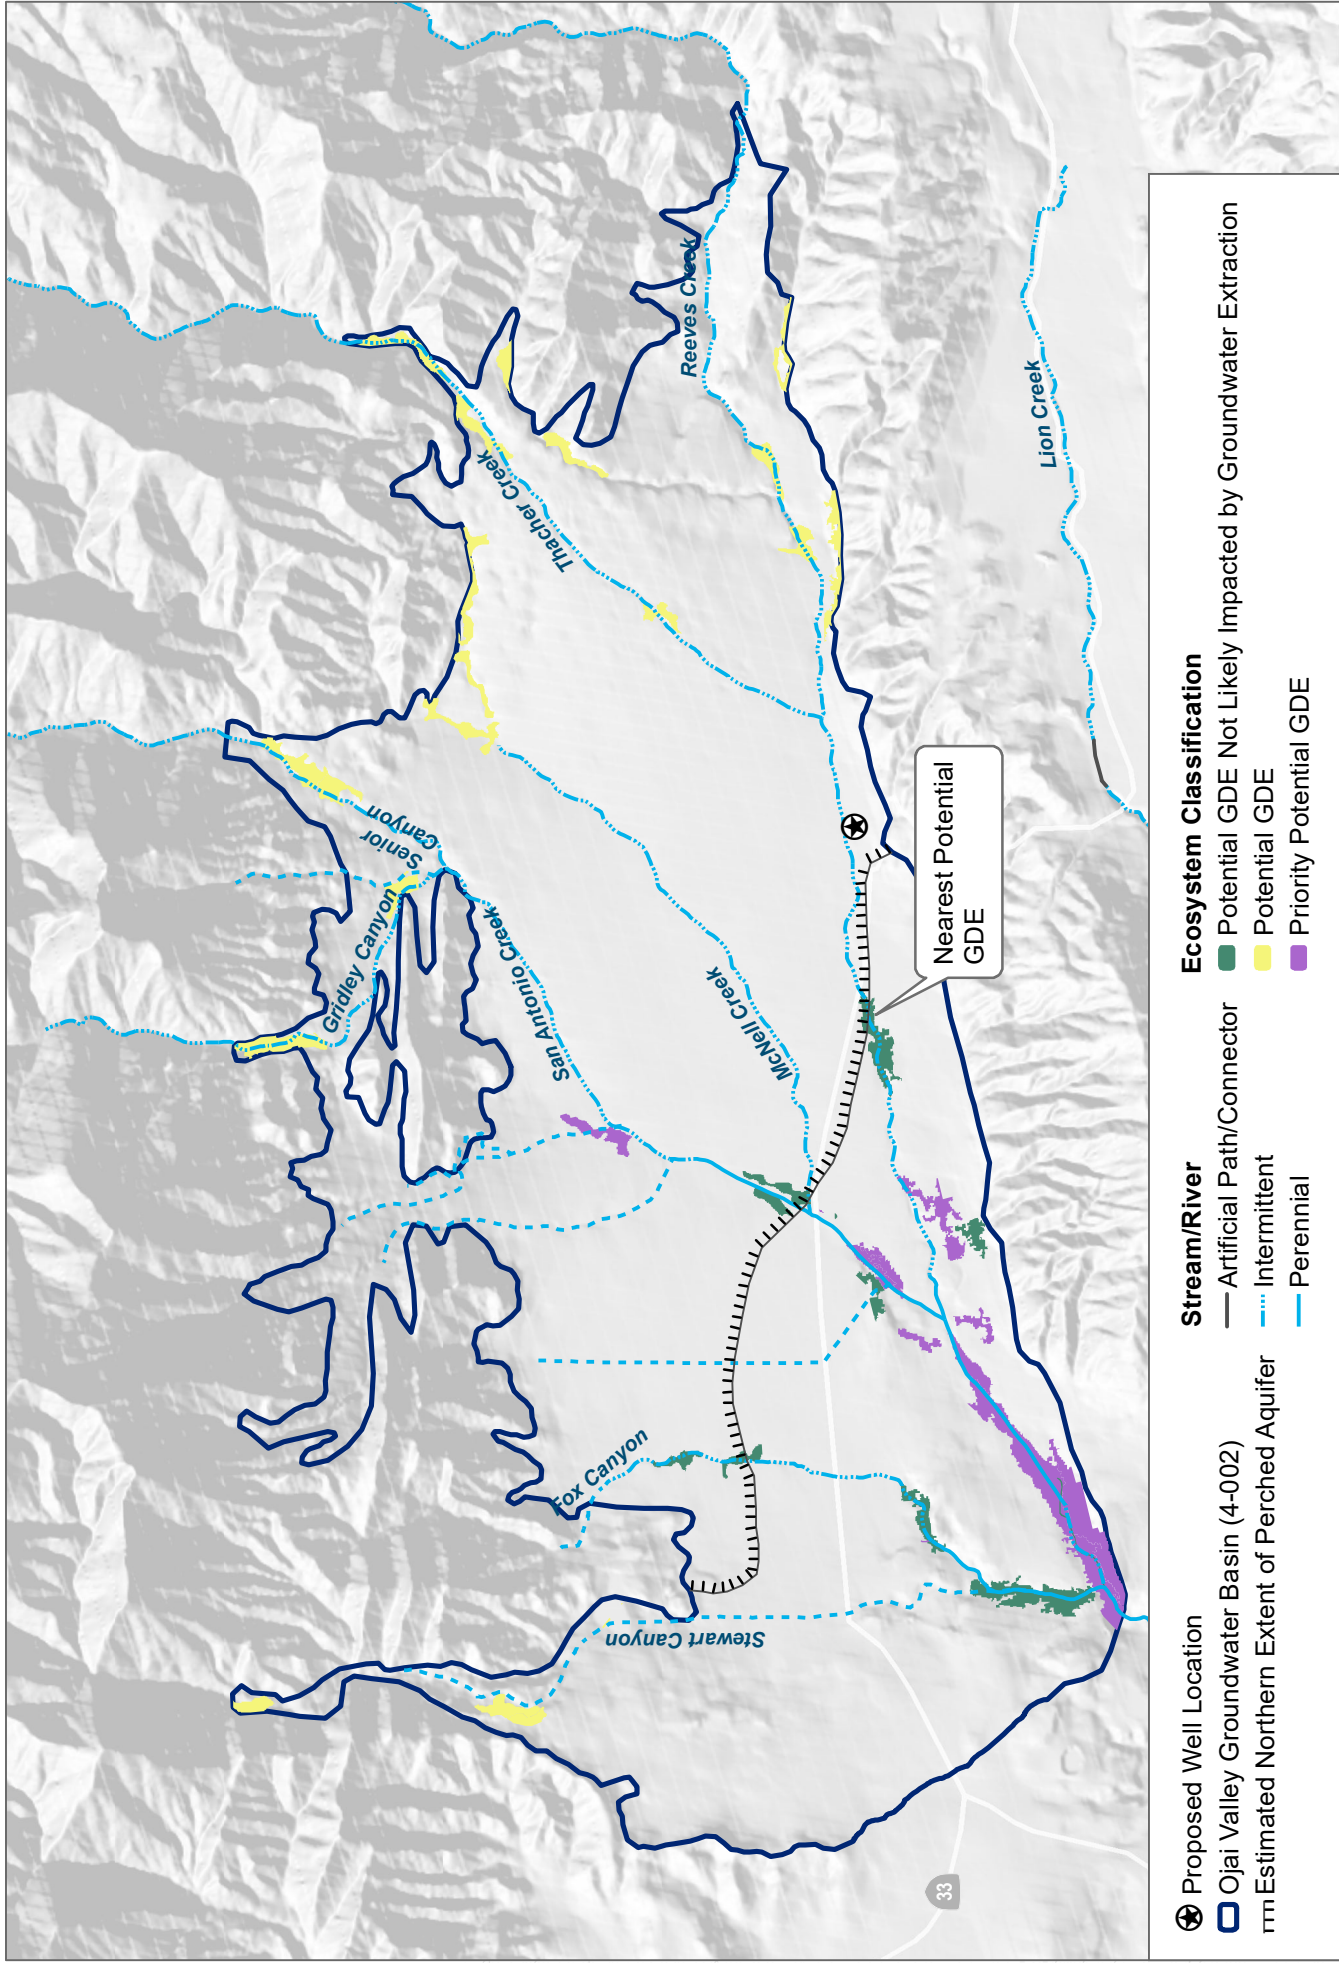 Stewart Canyon
Fox Canyon
Gridley Canyon
Senior
Canyon
San Antonio Creek
McNell Creek
Thacher Creek
Reeves Creek
Lion Creek
Nearest Potential
GDE
33
Proposed Well Location
Ojai Valley Groundwater Basin (4-002)
Estimated Northern Extent of Perched Aquifer
Stream/River
Artificial Path/Connector
Intermittent
Perennial
Ecosystem Classification
Potential GDE Not Likely Impacted by Groundwater Extraction
Potential GDE
Priority Potential GDE